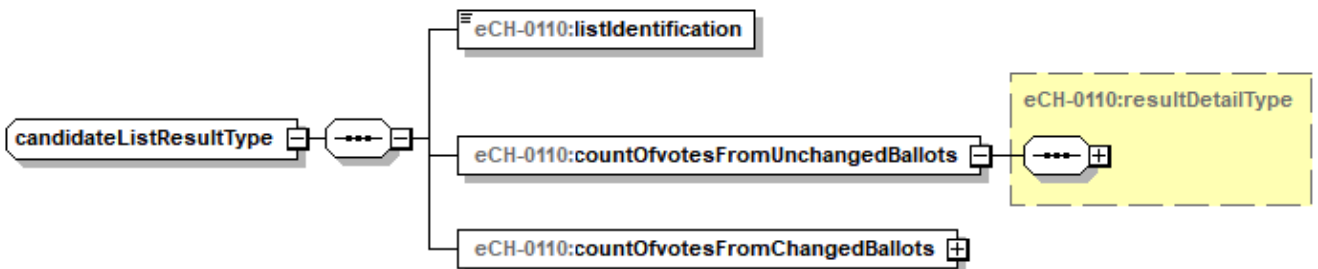 eCH-0110:listIdentification
eCH-0110:resultDetailType
candidateListResultType
eCH-0110:countOfvotesFromUnchangedBallots
eCH-0110:countOfvotesFromChangedBallots